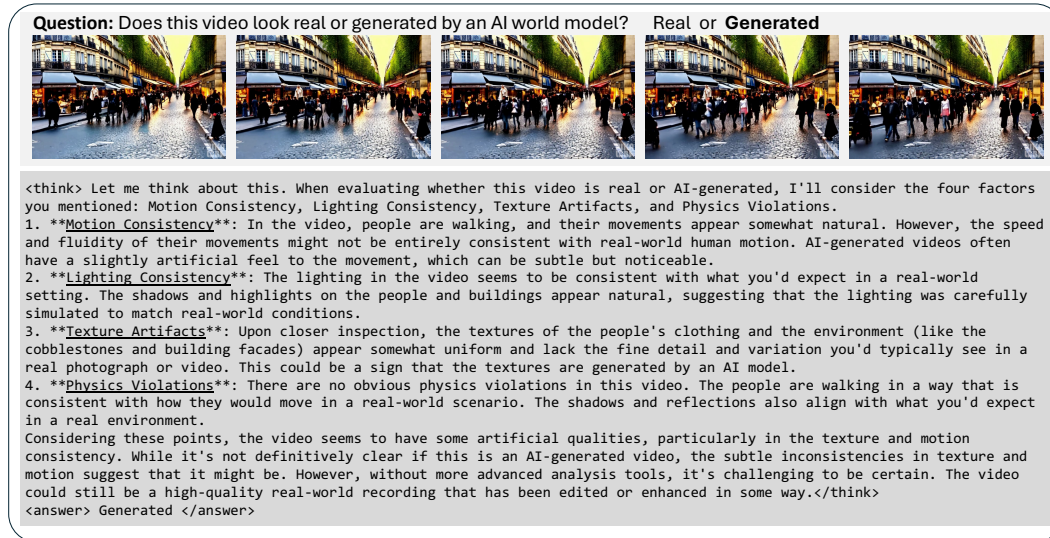 Question: Does this video look real or generated by an AI world model? Real or Generated
<think> Let me think about this. When evaluating whether this video is real or AI-generated, I'll consider the four factors
you mentioned: Motion Consistency, Lighting Consistency, Texture Artifacts, and Physics Violations.
1. **Motion Consistency**: In the video, people are walking, and their movements appear somewhat natural. However, the speed
and fluidity of their movements might not be entirely consistent with real-world human motion. AI-generated videos often
have a slightly artificial feel to the movement, which can be subtle but noticeable.
2. **Lighting Consistency**: The lighting in the video seems to be consistent with what you'd expect in a real-world
setting. The shadows and highlights on the people and buildings appear natural, suggesting that the lighting was carefully
simulated to match real-world conditions.
3. **Texture Artifacts**: Upon closer inspection, the textures of the people's clothing and the environment (like the
cobblestones and building facades) appear somewhat uniform and lack the fine detail and variation you'd typically see in a
real photograph or video. This could be a sign that the textures are generated by an AI model.
4. **Physics Violations**: There are no obvious physics violations in this video. The people are walking in a way that is
consistent with how they would move in a real-world scenario. The shadows and reflections also align with what you'd expect
in a real environment.
Considering these points, the video seems to have some artificial qualities, particularly in the texture and motion
consistency. While it's not definitively clear if this is an AI-generated video, the subtle inconsistencies in texture and
motion suggest that it might be. However, without more advanced analysis tools, it's challenging to be certain. The video
could still be a high-quality real-world recording that has been edited or enhanced in some way.</think>
<answer> Generated </answer>